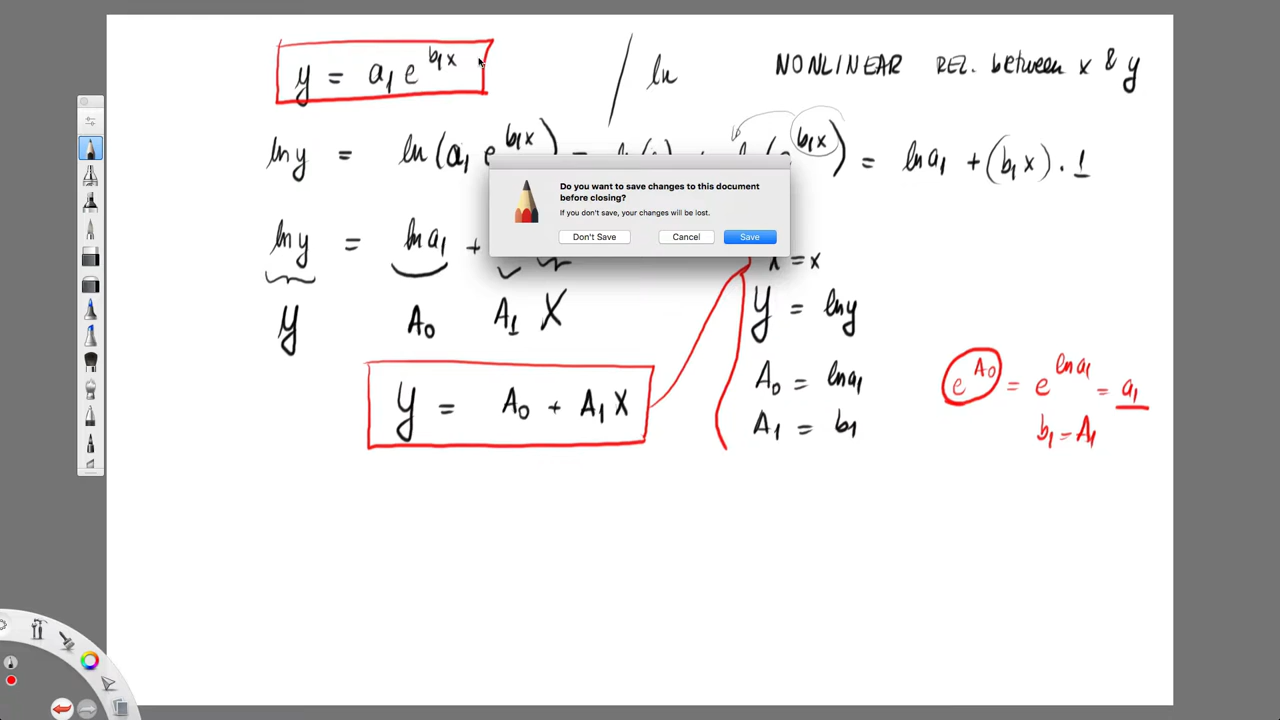 y = a₁ e^(b₁x) / ln NONLINEAR REL. between x & y
ln y = ln(a₁ e^(b₁x)) = b₁x) = ln a₁ + (b₁x) · 1
Do you want to save changes to this document
before closing?
If you don't save, your changes will be lost.
Don't Save Cancel Save
ln y = ln a₁ +
Y A₀ A₁ X
= x
Y = ln y
A₀ = ln a₁
A₁ = b₁
Y = A₀ + A₁ X
e^(A₀) = e^(ln a₁) = a₁
b₁ = A₁